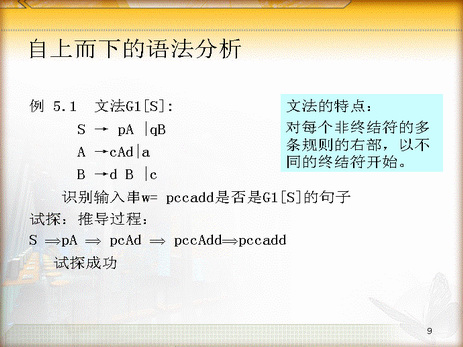 自上而下的语法分析
例 5.1 文法G1[S]:
S → pA |qB
A →cAd|a
B →d B |c
识别输入串w= pccadd是否是G1[S]的句子
试探: 推导过程:
S ⇒pA ⇒ pcAd ⇒ pccAdd⇒pccadd
试探成功
文法的特点:
对每个非终结符的多
条规则的右部，以不
同的终结符开始。
9